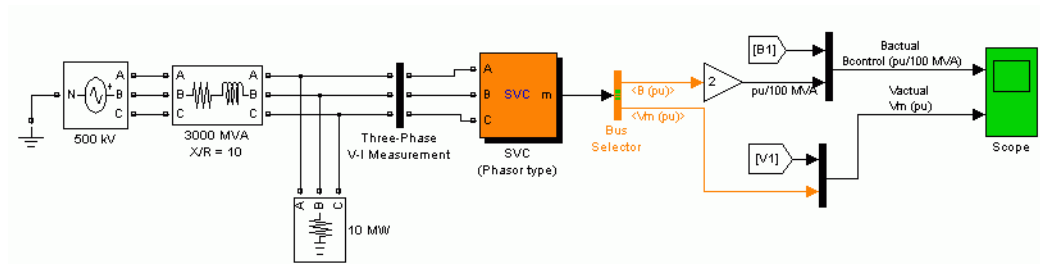 N
A
B
C
+
500 kV
A
B
C
A
B
C
3000 MVA
X/R = 10
A
B
C
10 MW
Three-Phase
V-I Measurement
A
B
C
SVC
m
SVC
(Phasor type)
<B (pu)>
<Vm (pu)>
Bus
Selector
2
pu/100 MVA
[B1]
[V1]
Bactual
Bcontrol (pu/100 MVA)
Vactual
Vm (pu)
Scope